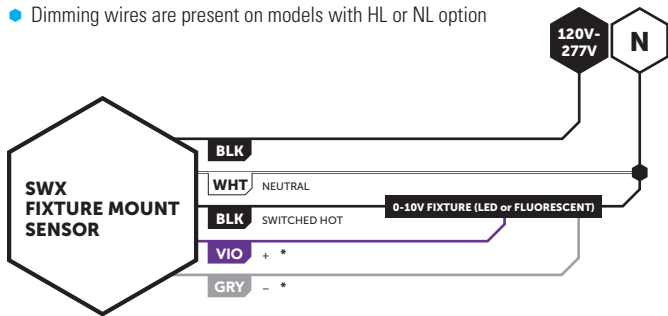 Dimming wires are present on models with HL or NL option
120V-
277V
N
BLK
WHT NEUTRAL
SWX
FIXTURE MOUNT
SENSOR
BLK SWITCHED HOT
0-10V FIXTURE (LED or FLUORESCENT)
VIO + *
GRY – *